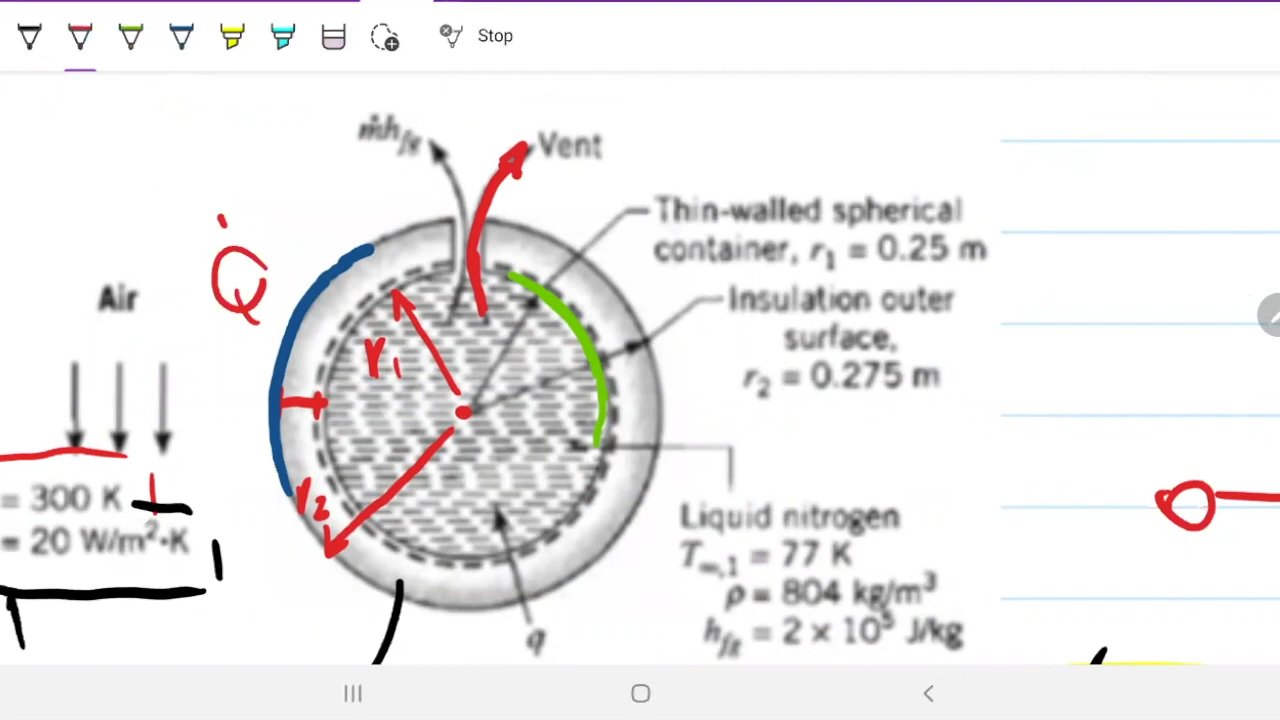 Stop
ṁh_fg
Vent
Thin-walled spherical
container, r₁ = 0.25 m
Q̇
Air
Insulation outer
surface,
r₂ = 0.275 m
r₁
r₂
= 300 K
= 20 W/m²·K
Liquid nitrogen
T∞,1 = 77 K
ρ = 804 kg/m³
h_fg = 2 × 10⁵ J/kg
q